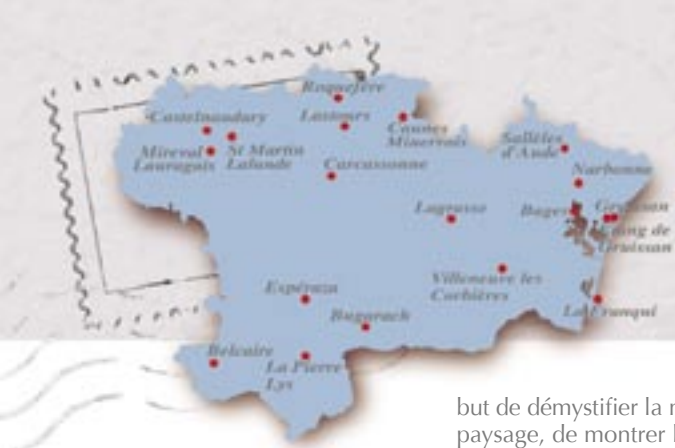 Roquefère
Castelnaudary
Lastours
Caunes
Minervois
Sallèles
d'Aude
Mireval
Lauragais
St Martin
Lalande
Carcassonne
Narbonne
Lagrasse
Bages
Gruissan
Etang de
Gruissan
Villeneuve les
Corbières
Espéraza
La Franqui
Bugarach
Belcaire
La Pierre
Lys
but de démystifier la
paysage, de montrer